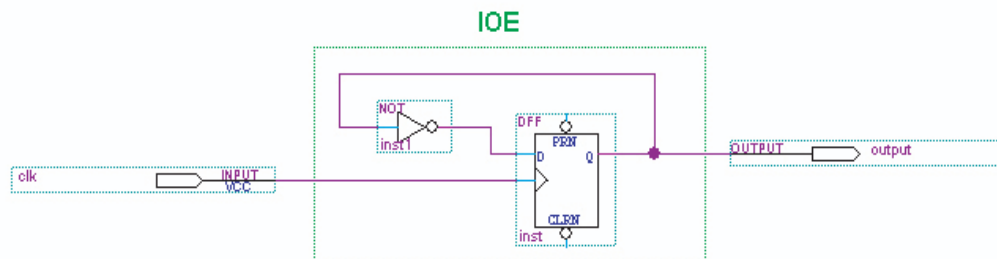 IOE
NOT
inst1
DFF
PRN
D
Q
CLRN
inst
OUTPUT
output
clk
INPUT
VCC